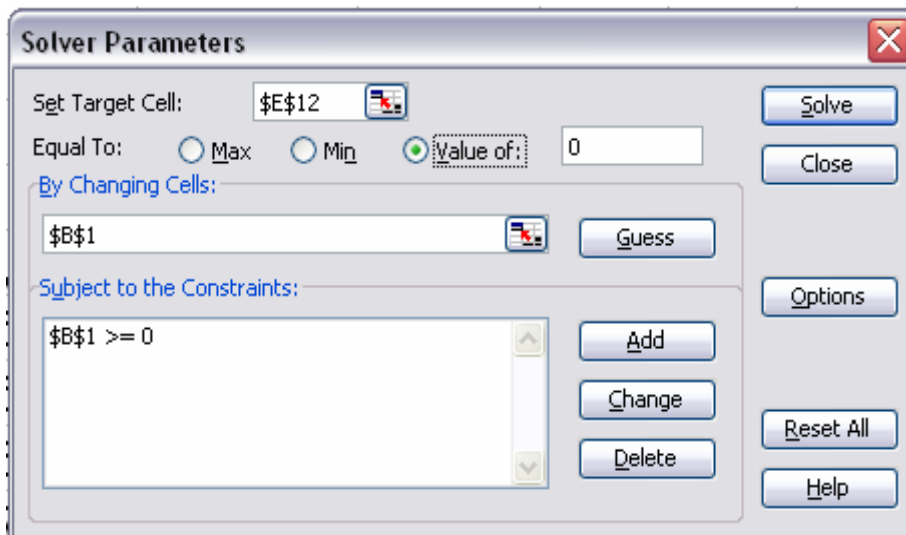 Solver Parameters
Set Target Cell: $E$12 Solve
Equal To: Max Min Value of: 0 Close
By Changing Cells:
$B$1 Guess
Subject to the Constraints: Options
$B$1 >= 0 Add
Change
Reset All
Delete
Help